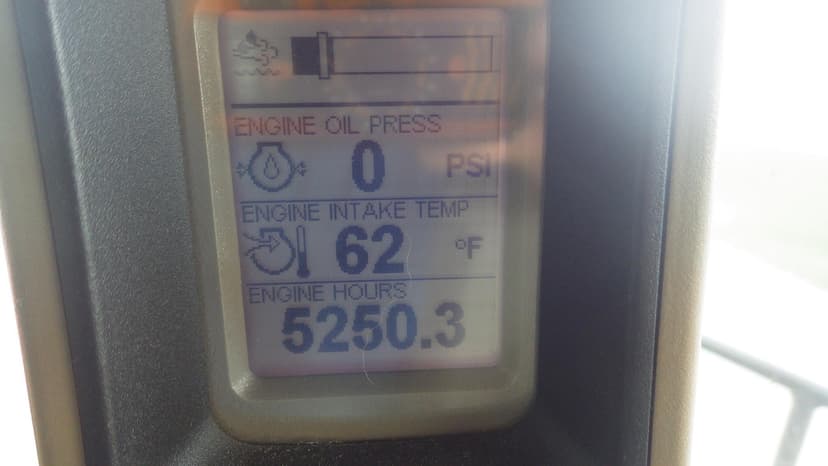 ENGINE OIL PRESS
0 PSI
ENGINE INTAKE TEMP
62 °F
ENGINE HOURS
5250.3